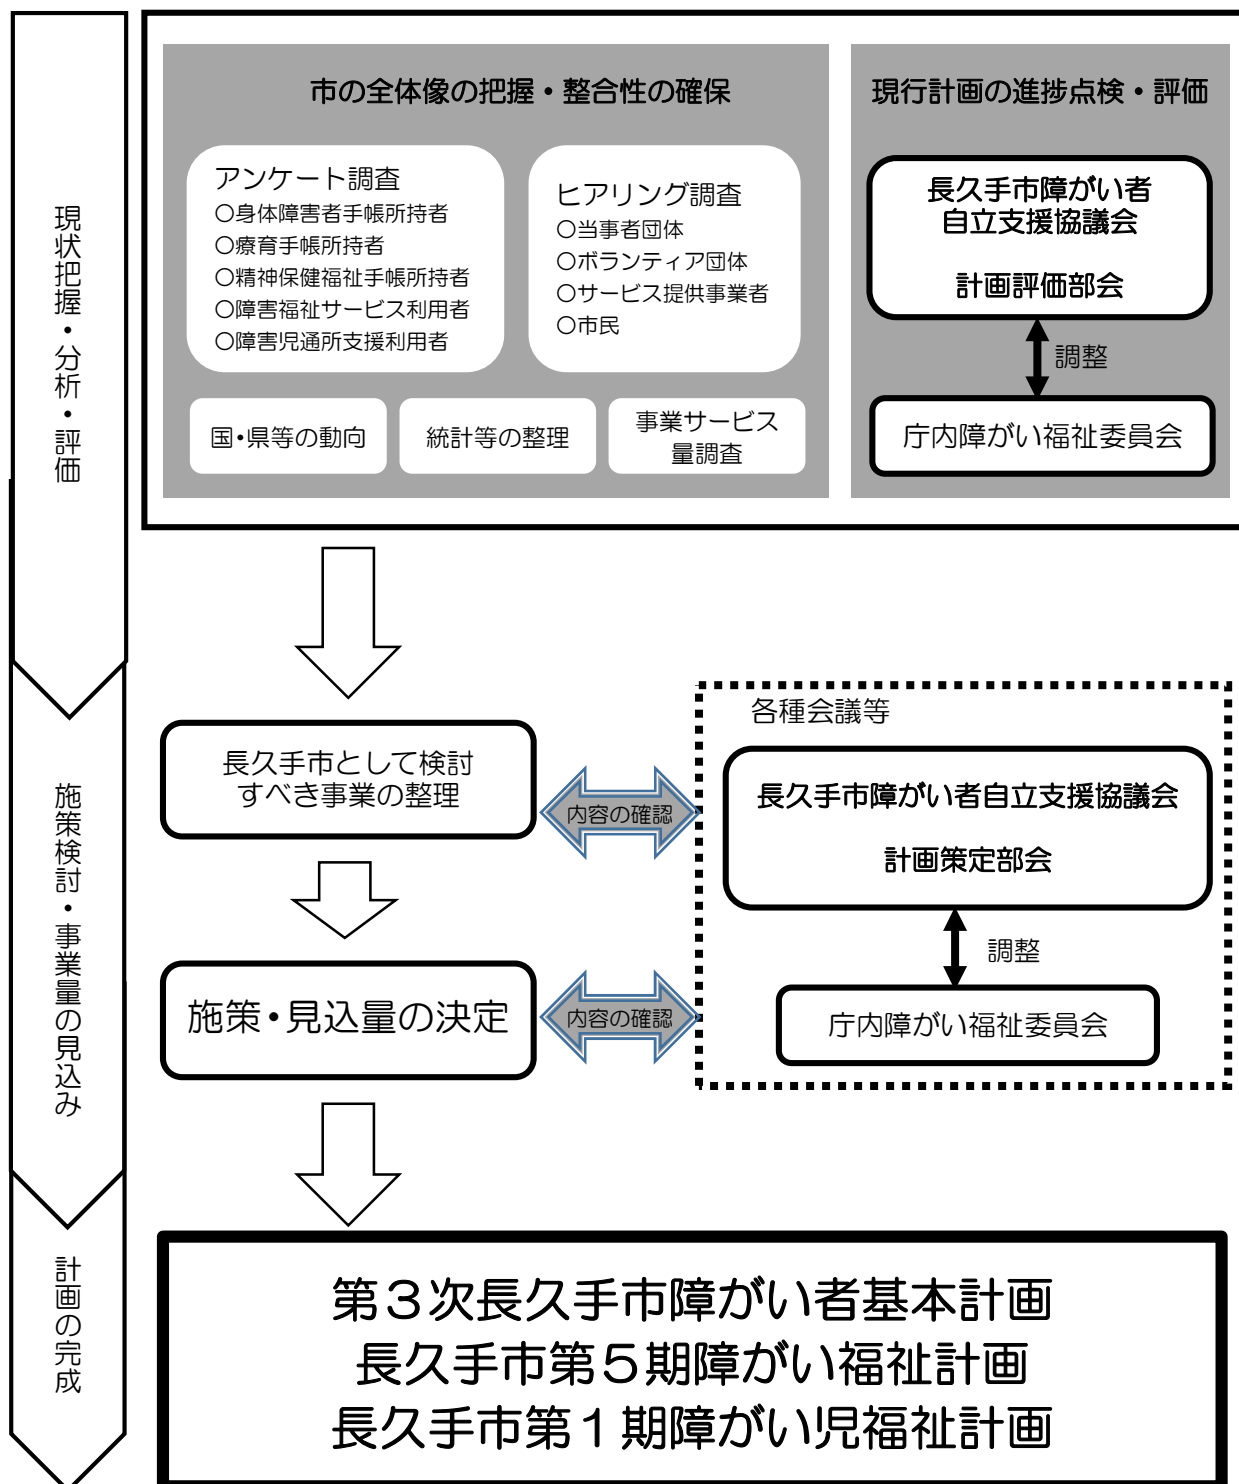 現状把握・分析・評価
市の全体像の把握・整合性の確保
アンケート調査
○身体障害者手帳所持者
○療育手帳所持者
○精神保健福祉手帳所持者
○障害福祉サービス利用者
○障害児通所支援利用者
ヒアリング調査
○当事者団体
○ボランティア団体
○サービス提供事業者
○市民
国・県等の動向
統計等の整理
事業サービス
量調査
現行計画の進捗点検・評価
長久手市障がい者
自立支援協議会
計画評価部会
調整
庁内障がい福祉委員会
施策検討・事業量の見込み
長久手市として検討
すべき事業の整理
内容の確認
各種会議等
長久手市障がい者自立支援協議会
計画策定部会
調整
庁内障がい福祉委員会
施策・見込量の決定
内容の確認
計画の完成
第３次長久手市障がい者基本計画
長久手市第５期障がい福祉計画
長久手市第１期障がい児福祉計画